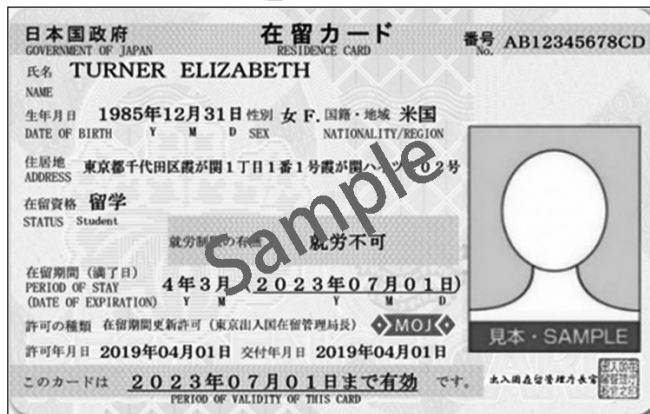 日本国政府 在留カード 番号 AB12345678CD
GOVERNMENT OF JAPAN RESIDENCE CARD No.
氏名 TURNER ELIZABETH
NAME
生年月日 1985年12月31日 性別 女 F. 国籍・地域 米国
DATE OF BIRTH Y M D SEX NATIONALITY/REGION
住居地 東京都千代田区霞が関1丁目1番1号霞が関ハイツ 02号
ADDRESS
在留資格 留学
STATUS Student
就労制限の有無 就労不可
Sample
在留期間(満了日) 4年3月(2023年07月01日)
PERIOD OF STAY Y M Y M D
(DATE OF EXPIRATION)
許可の種類 在留期間更新許可(東京出入国在留管理局長) MOJ
見本・SAMPLE
許可年月日 2019年04月01日 交付年月日 2019年04月01日
このカードは 2023年07月01日まで有効 です。 出入国在留管理庁長官
PERIOD OF VALIDITY OF THIS CARD